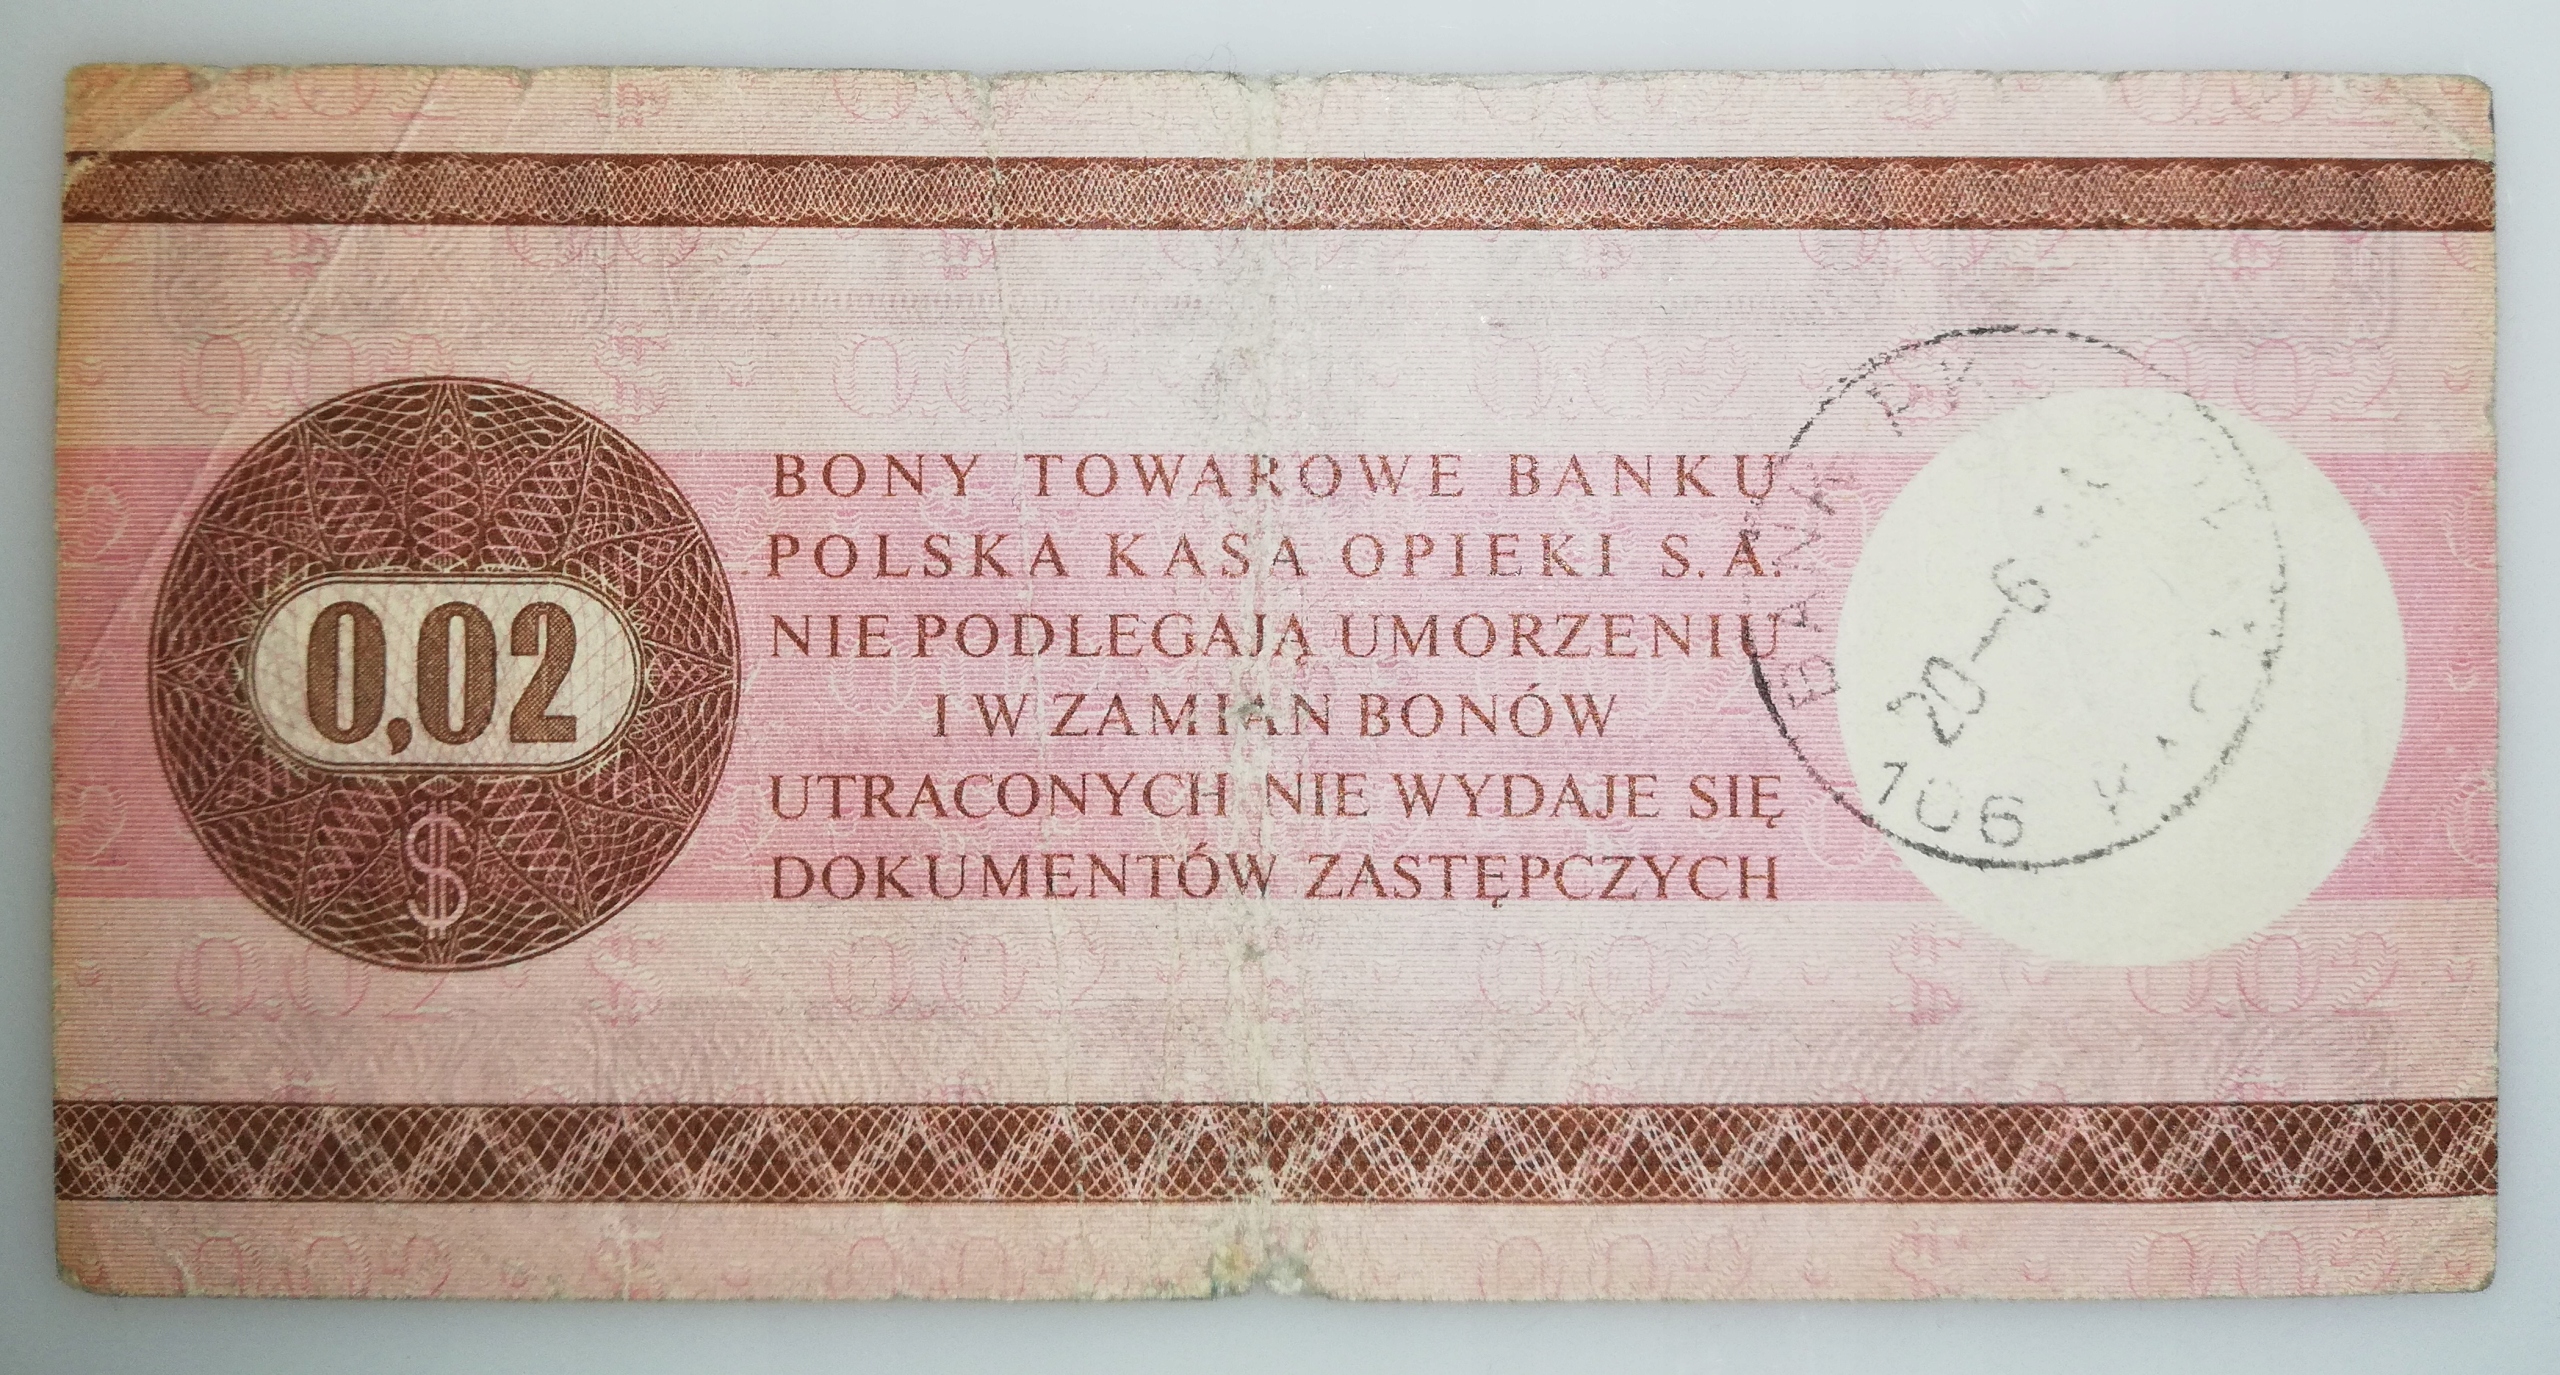 BONY TOWAROWE BANKU
POLSKA KASA OPIEKI S.A.
NIE PODLEGAJĄ UMORZENIU
I W ZAMIAN BONÓW
UTRACONYCH NIE WYDAJE SIĘ
DOKUMENTÓW ZASTĘPCZYCH
0,02
$
BANK
20-6
106